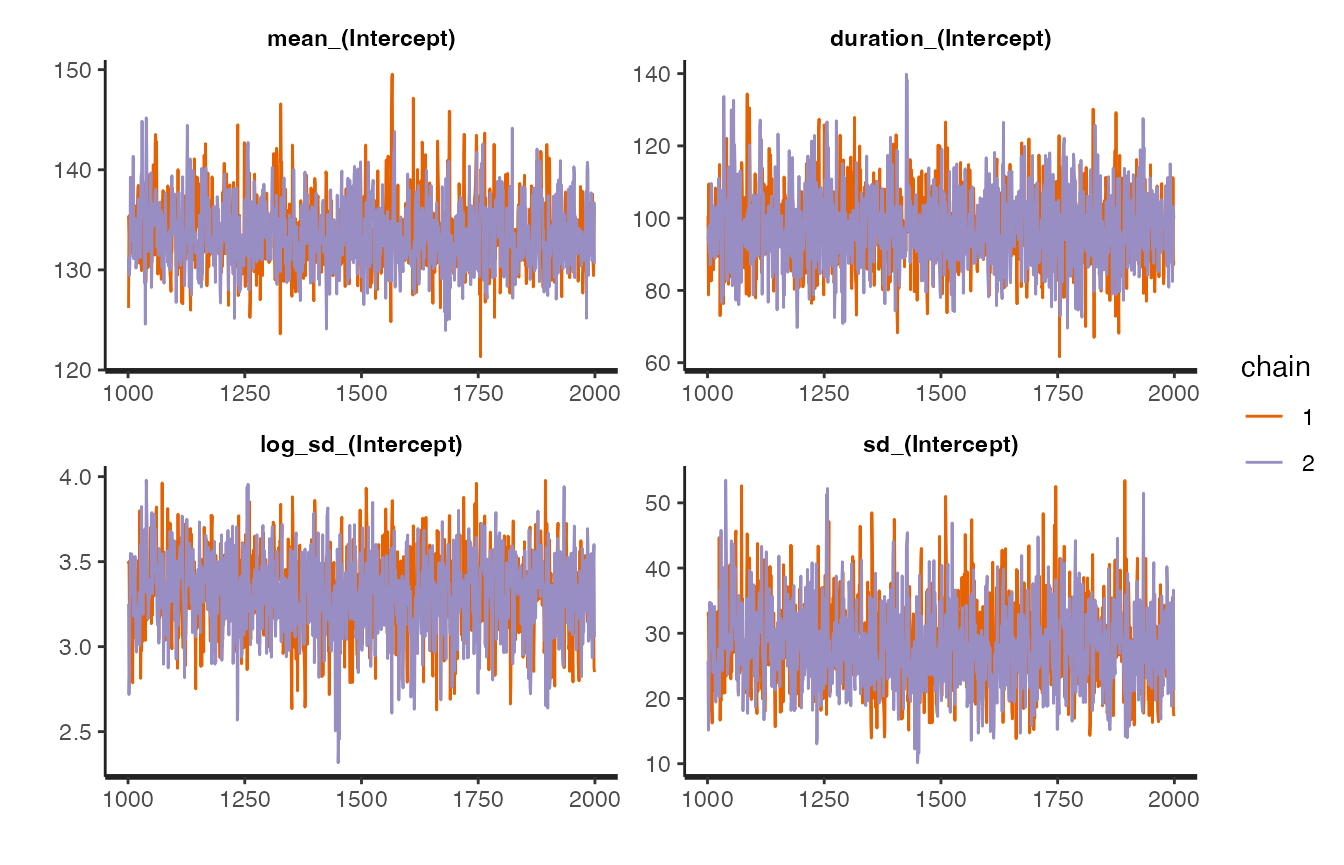 mean_(Intercept)
150
140
130
120
1000 1250 1500 1750 2000
duration_(Intercept)
140
120
100
80
60
1000 1250 1500 1750 2000
log_sd_(Intercept)
4.0
3.5
3.0
2.5
1000 1250 1500 1750 2000
sd_(Intercept)
50
40
30
20
10
1000 1250 1500 1750 2000
chain
1
2